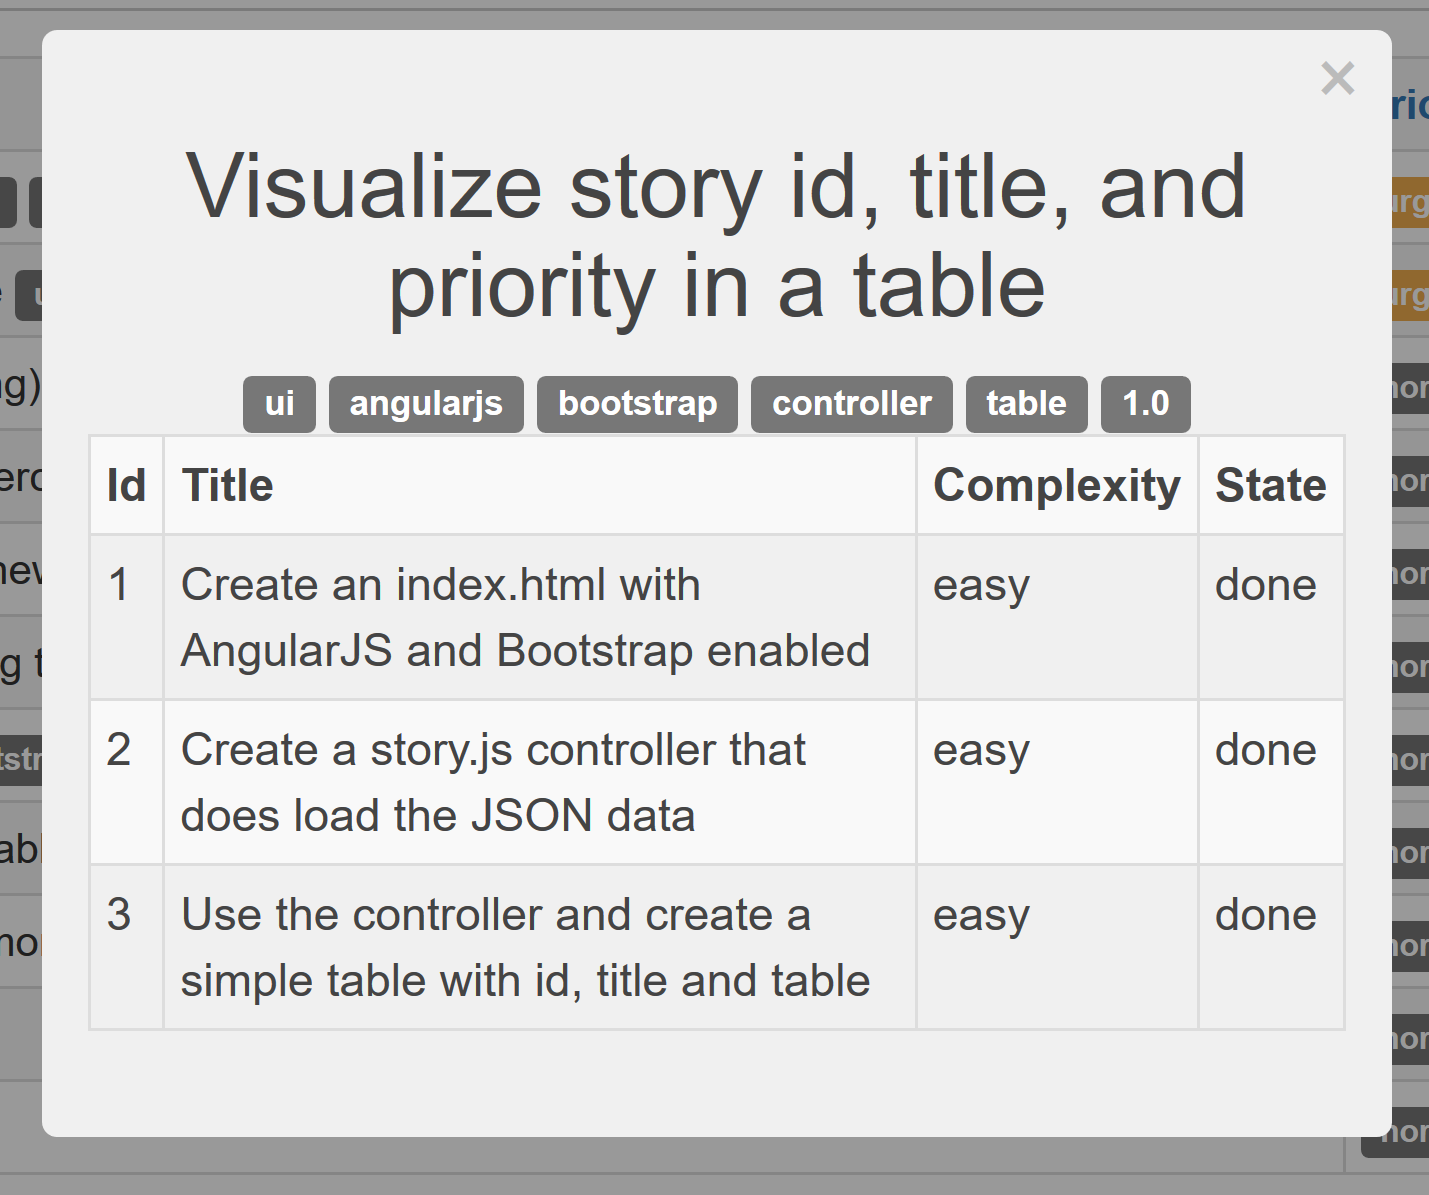 ×
Visualize story id, title, and
priority in a table
ui angularjs bootstrap controller table 1.0
Id Title Complexity State
1 Create an index.html with easy done
AngularJS and Bootstrap enabled
2 Create a story.js controller that easy done
does load the JSON data
3 Use the controller and create a easy done
simple table with id, title and table